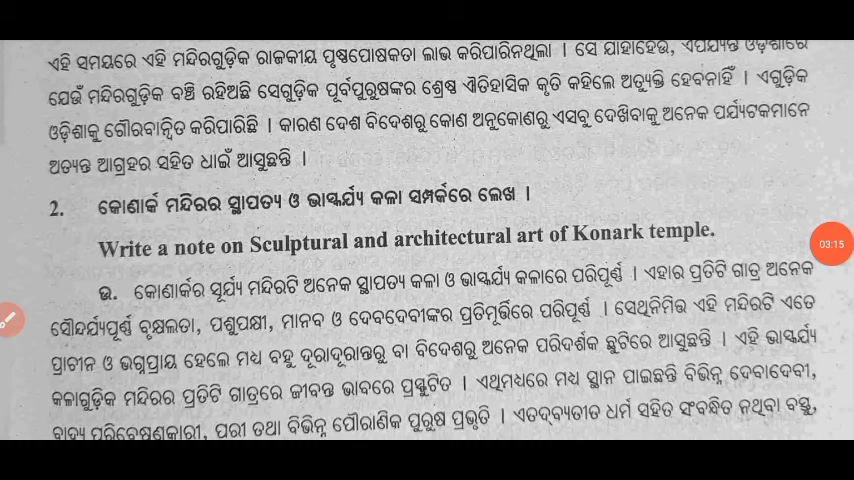 ଏହି ସମୟରେ ଏହି ମନ୍ଦିରଗୁଡ଼ିକ ରାଜକୀୟ ପୃଷ୍ଠପୋଷକତା ଲାଭ କରିପାରିନଥିଲା । ସେ ଯାହାହେଉ, ଏପର୍ଯ୍ୟନ୍ତ ଓଡ଼ିଶାରେ
ଯେଉଁ ମନ୍ଦିରଗୁଡ଼ିକ ବଞ୍ଚି ରହିଅଛି ସେଗୁଡ଼ିକ ପୂର୍ବପୁରୁଷଙ୍କର ଶ୍ରେଷ୍ଠ ଐତିହାସିକ କୃତି କହିଲେ ଅତ୍ୟୁକ୍ତି ହେବନାହିଁ । ଏଗୁଡ଼ିକ
ଓଡ଼ିଶାକୁ ଗୌରବାନ୍ୱିତ କରିପାରିଛି । କାରଣ ଦେଶ ବିଦେଶରୁ କୋଣ ଅନୁକୋଣରୁ ଏସବୁ ଦେଖିବାକୁ ଅନେକ ପର୍ଯ୍ୟଟକମାନେ
ଅତ୍ୟନ୍ତ ଆଗ୍ରହର ସହିତ ଧାଇଁ ଆସୁଛନ୍ତି ।
2. କୋଣାର୍କ ମନ୍ଦିରର ସ୍ଥାପତ୍ୟ ଓ ଭାସ୍କର୍ଯ୍ୟ କଳା ସମ୍ପର୍କରେ ଲେଖ ।
Write a note on Sculptural and architectural art of Konark temple.
03:15
ଉ. କୋଣାର୍କର ସୂର୍ଯ୍ୟ ମନ୍ଦିରଟି ଅନେକ ସ୍ଥାପତ୍ୟ କଳା ଓ ଭାସ୍କର୍ଯ୍ୟ କଳାରେ ପରିପୂର୍ଣ୍ଣ । ଏହାର ପ୍ରତିଟି ଗାତ୍ର ଅନେକ
ସୌନ୍ଦର୍ଯ୍ୟପୂର୍ଣ୍ଣ ବୃକ୍ଷଲତା, ପଶୁପକ୍ଷୀ, ମାନବ ଓ ଦେବଦେବୀଙ୍କର ପ୍ରତିମୂର୍ତ୍ତିରେ ପରିପୂର୍ଣ୍ଣ । ସେଥିନିମିତ୍ତ ଏହି ମନ୍ଦିରଟି ଏତେ
ପ୍ରାଚୀନ ଓ ଭଗ୍ନପ୍ରାୟ ହେଲେ ମଧ୍ୟ ବହୁ ଦୂରାଦୂରାନ୍ତରୁ ବା ବିଦେଶରୁ ଅନେକ ପରିଦର୍ଶକ ଛୁଟିରେ ଆସୁଛନ୍ତି । ଏହି ଭାସ୍କର୍ଯ୍ୟ
କଳାଗୁଡ଼ିକ ମନ୍ଦିରର ପ୍ରତିଟି ଗାତ୍ରରେ ଜୀବନ୍ତ ଭାବରେ ପ୍ରସ୍ଫୁଟିତ । ଏଥିମଧ୍ୟରେ ମଧ୍ୟ ସ୍ଥାନ ପାଇଛନ୍ତି ବିଭିନ୍ନ ଦେବାଦେବୀ,
ବାଦ୍ୟ ପରିବେଷଣକାରୀ, ପରୀ ତଥା ବିଭିନ୍ନ ପୌରାଣିକ ପୁରୁଷ ପ୍ରଭୃତି । ଏତଦ୍‌ବ୍ୟତୀତ ଧର୍ମ ସହିତ ସଂବନ୍ଧିତ ନଥିବା ବସ୍ତୁ,